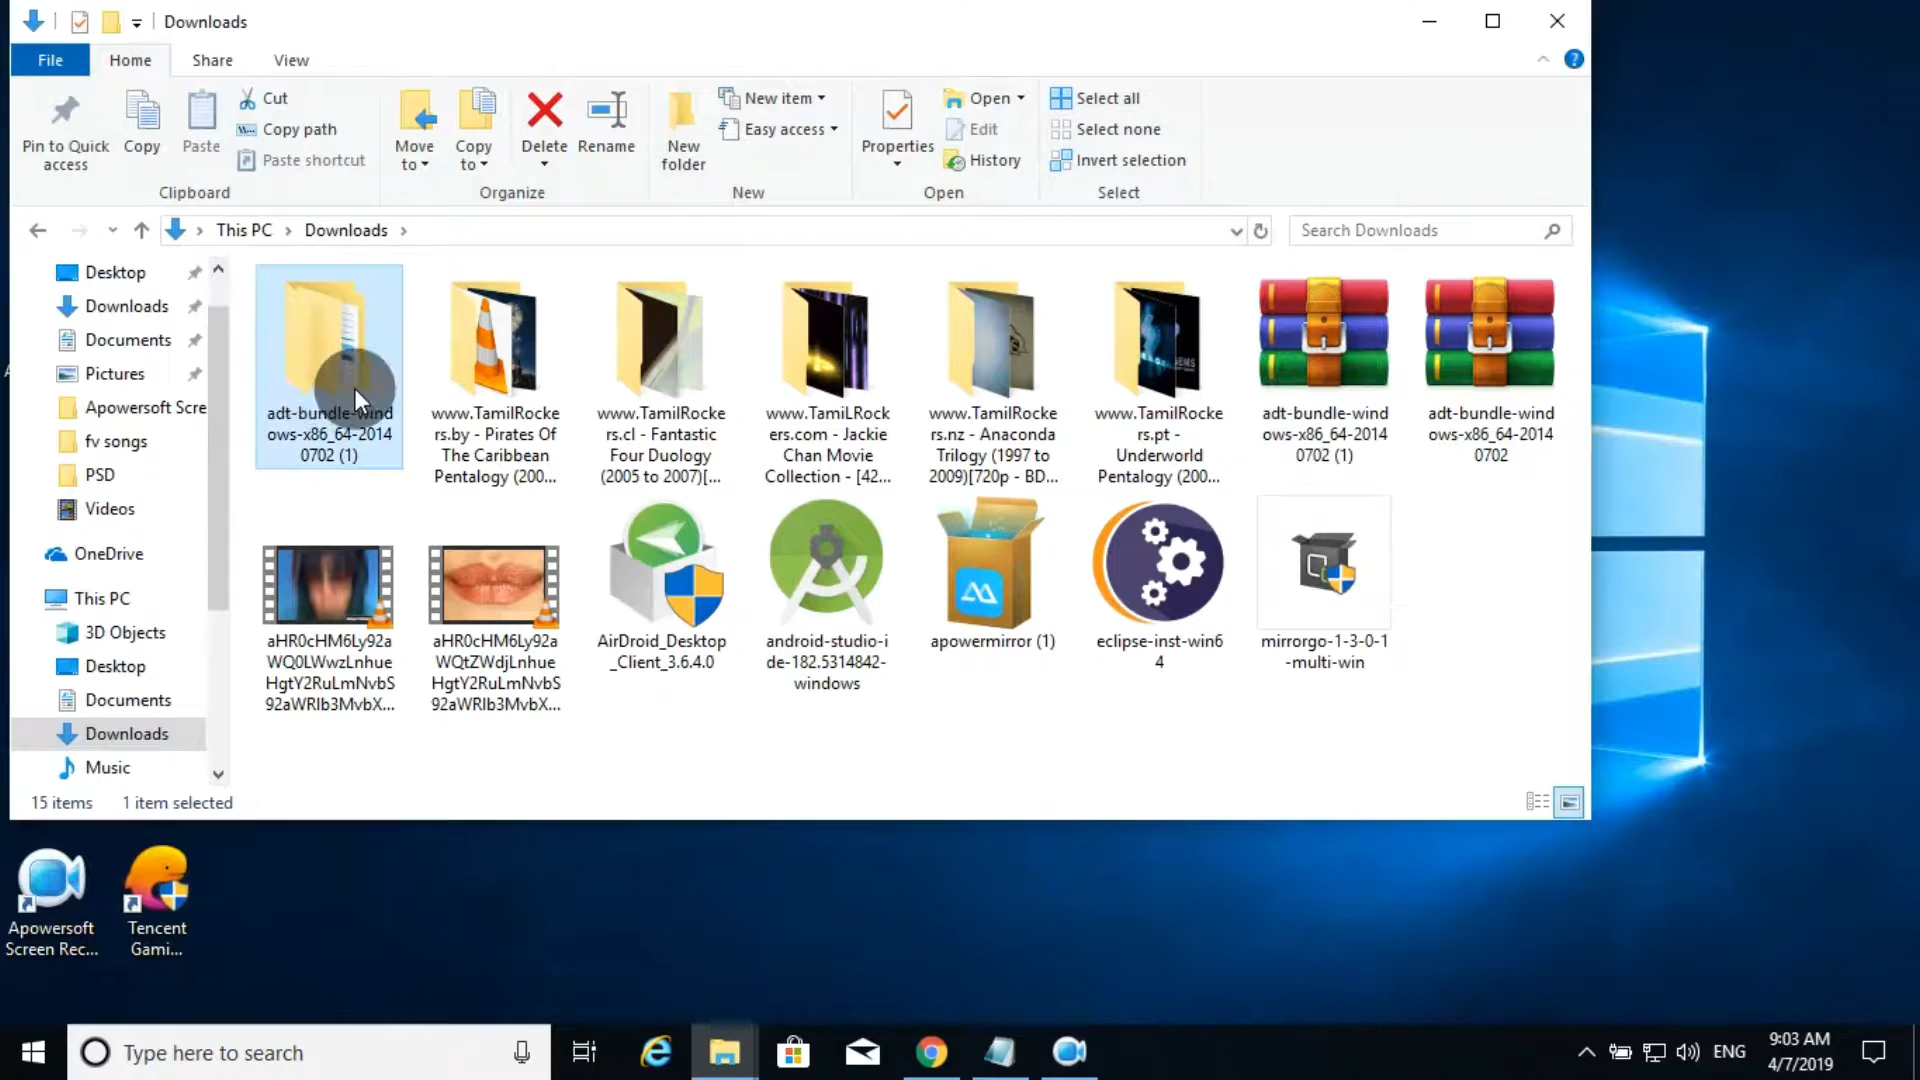 Downloads
File
Home
Share
View
Pin to Quick
access
Copy
Paste
Cut
Copy path
Paste shortcut
Clipboard
Move
to
Copy
to
Delete
Rename
Organize
New
folder
New item
Easy access
New
Properties
Open
Edit
History
Open
Select all
Select none
Invert selection
Select
This PC
Downloads
Search Downloads
Desktop
Downloads
Documents
Pictures
Apowersoft Scre
fv songs
PSD
Videos
OneDrive
This PC
3D Objects
Desktop
Documents
Downloads
Music
adt-bundle-wind
ows-x86_64-2014
0702 (1)
www.TamilRocke
rs.by - Pirates Of
The Caribbean
Pentalogy (200...
www.TamilRocke
rs.cl - Fantastic
Four Duology
(2005 to 2007)[...
www.TamiLRock
ers.com - Jackie
Chan Movie
Collection - [42...
www.TamilRocke
rs.nz - Anaconda
Trilogy (1997 to
2009)[720p - BD...
www.TamilRocke
rs.pt -
Underworld
Pentalogy (200...
adt-bundle-wind
ows-x86_64-2014
0702 (1)
adt-bundle-wind
ows-x86_64-2014
0702
aHR0cHM6Ly92a
WQ0LWwzLnhue
HgtY2RuLmNvbS
92aWRlb3MvbX...
aHR0cHM6Ly92a
WQtZWdjLnhue
HgtY2RuLmNvbS
92aWRlb3MvbX...
AirDroid_Desktop
_Client_3.6.4.0
android-studio-i
de-182.5314842-
windows
apowermirror (1)
eclipse-inst-win6
4
mirrorgo-1-3-0-1
-multi-win
15 items
1 item selected
Apowersoft
Screen Rec...
Tencent
Gami...
Type here to search
ENG
9:03 AM
4/7/2019